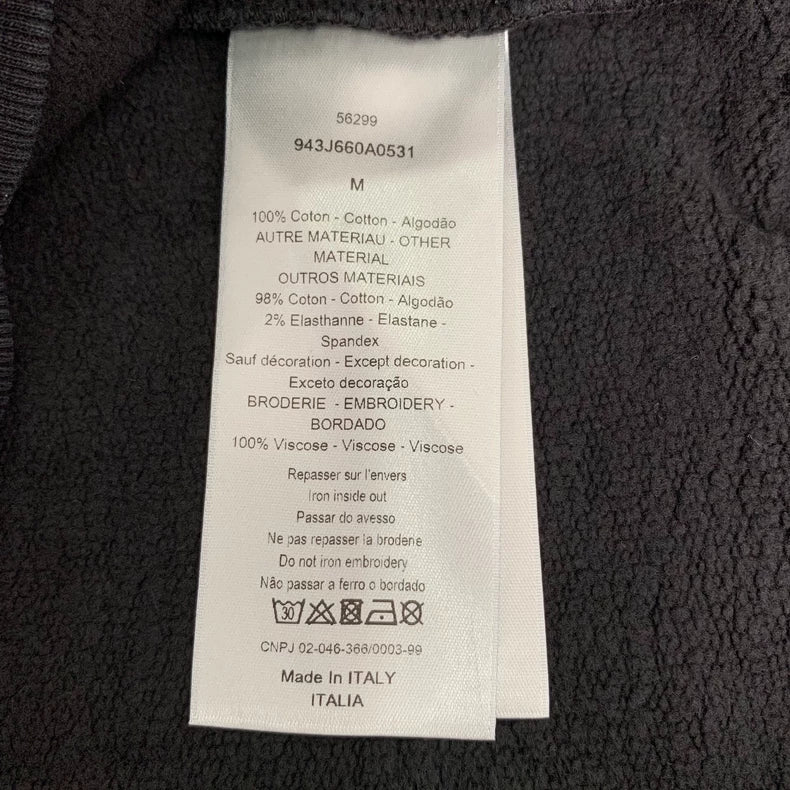 56299
943J660A0531
M
100% Coton - Cotton - Algodão
AUTRE MATERIAU - OTHER
MATERIAL
OUTROS MATERIAIS
98% Coton - Cotton - Algodão
2% Elasthanne - Elastane -
Spandex
Sauf décoration - Except decoration -
Exceto decoração
BRODERIE - EMBROIDERY -
BORDADO
100% Viscose - Viscose - Viscose
Repasser sur l'envers
Iron inside out
Passar do avesso
Ne pas repasser la broderie
Do not iron embroidery
Não passar a ferro o bordado
30
CNPJ 02-046-366/0003-99
Made In ITALY
ITALIA